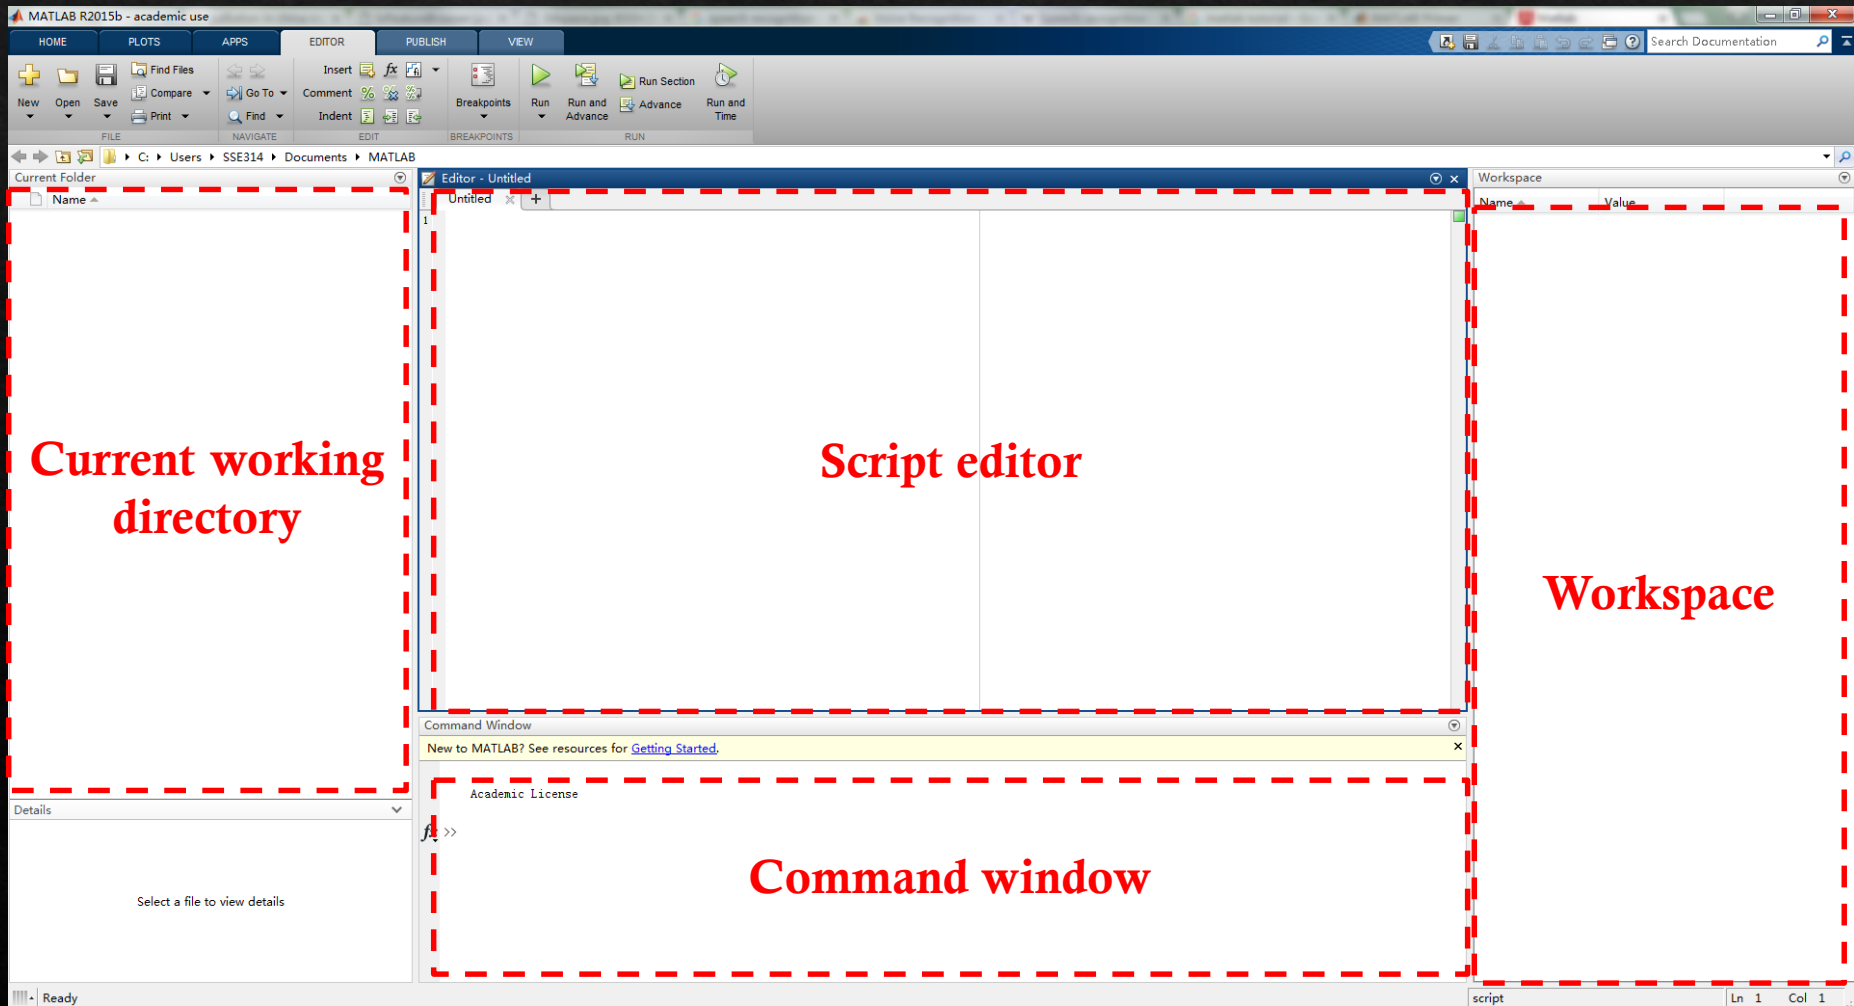 MATLAB R2015b - academic use
HOME PLOTS APPS EDITOR PUBLISH VIEW
Search Documentation
New Open Save
Find Files
Compare
Print
FILE
Go To
Find
NAVIGATE
Insert fx
Comment
Indent
EDIT
Breakpoints
BREAKPOINTS
Run
Run and Advance
Run Section
Advance
Run and Time
RUN
C: Users SSE314 Documents MATLAB
Current Folder
Name
Editor - Untitled
Untitled
1
Workspace
Name Value
Current working
directory
Script editor
Workspace
Command Window
New to MATLAB? See resources for Getting Started.
Academic License
fx >>
Command window
Details
Select a file to view details
Ready
script
Ln 1 Col 1